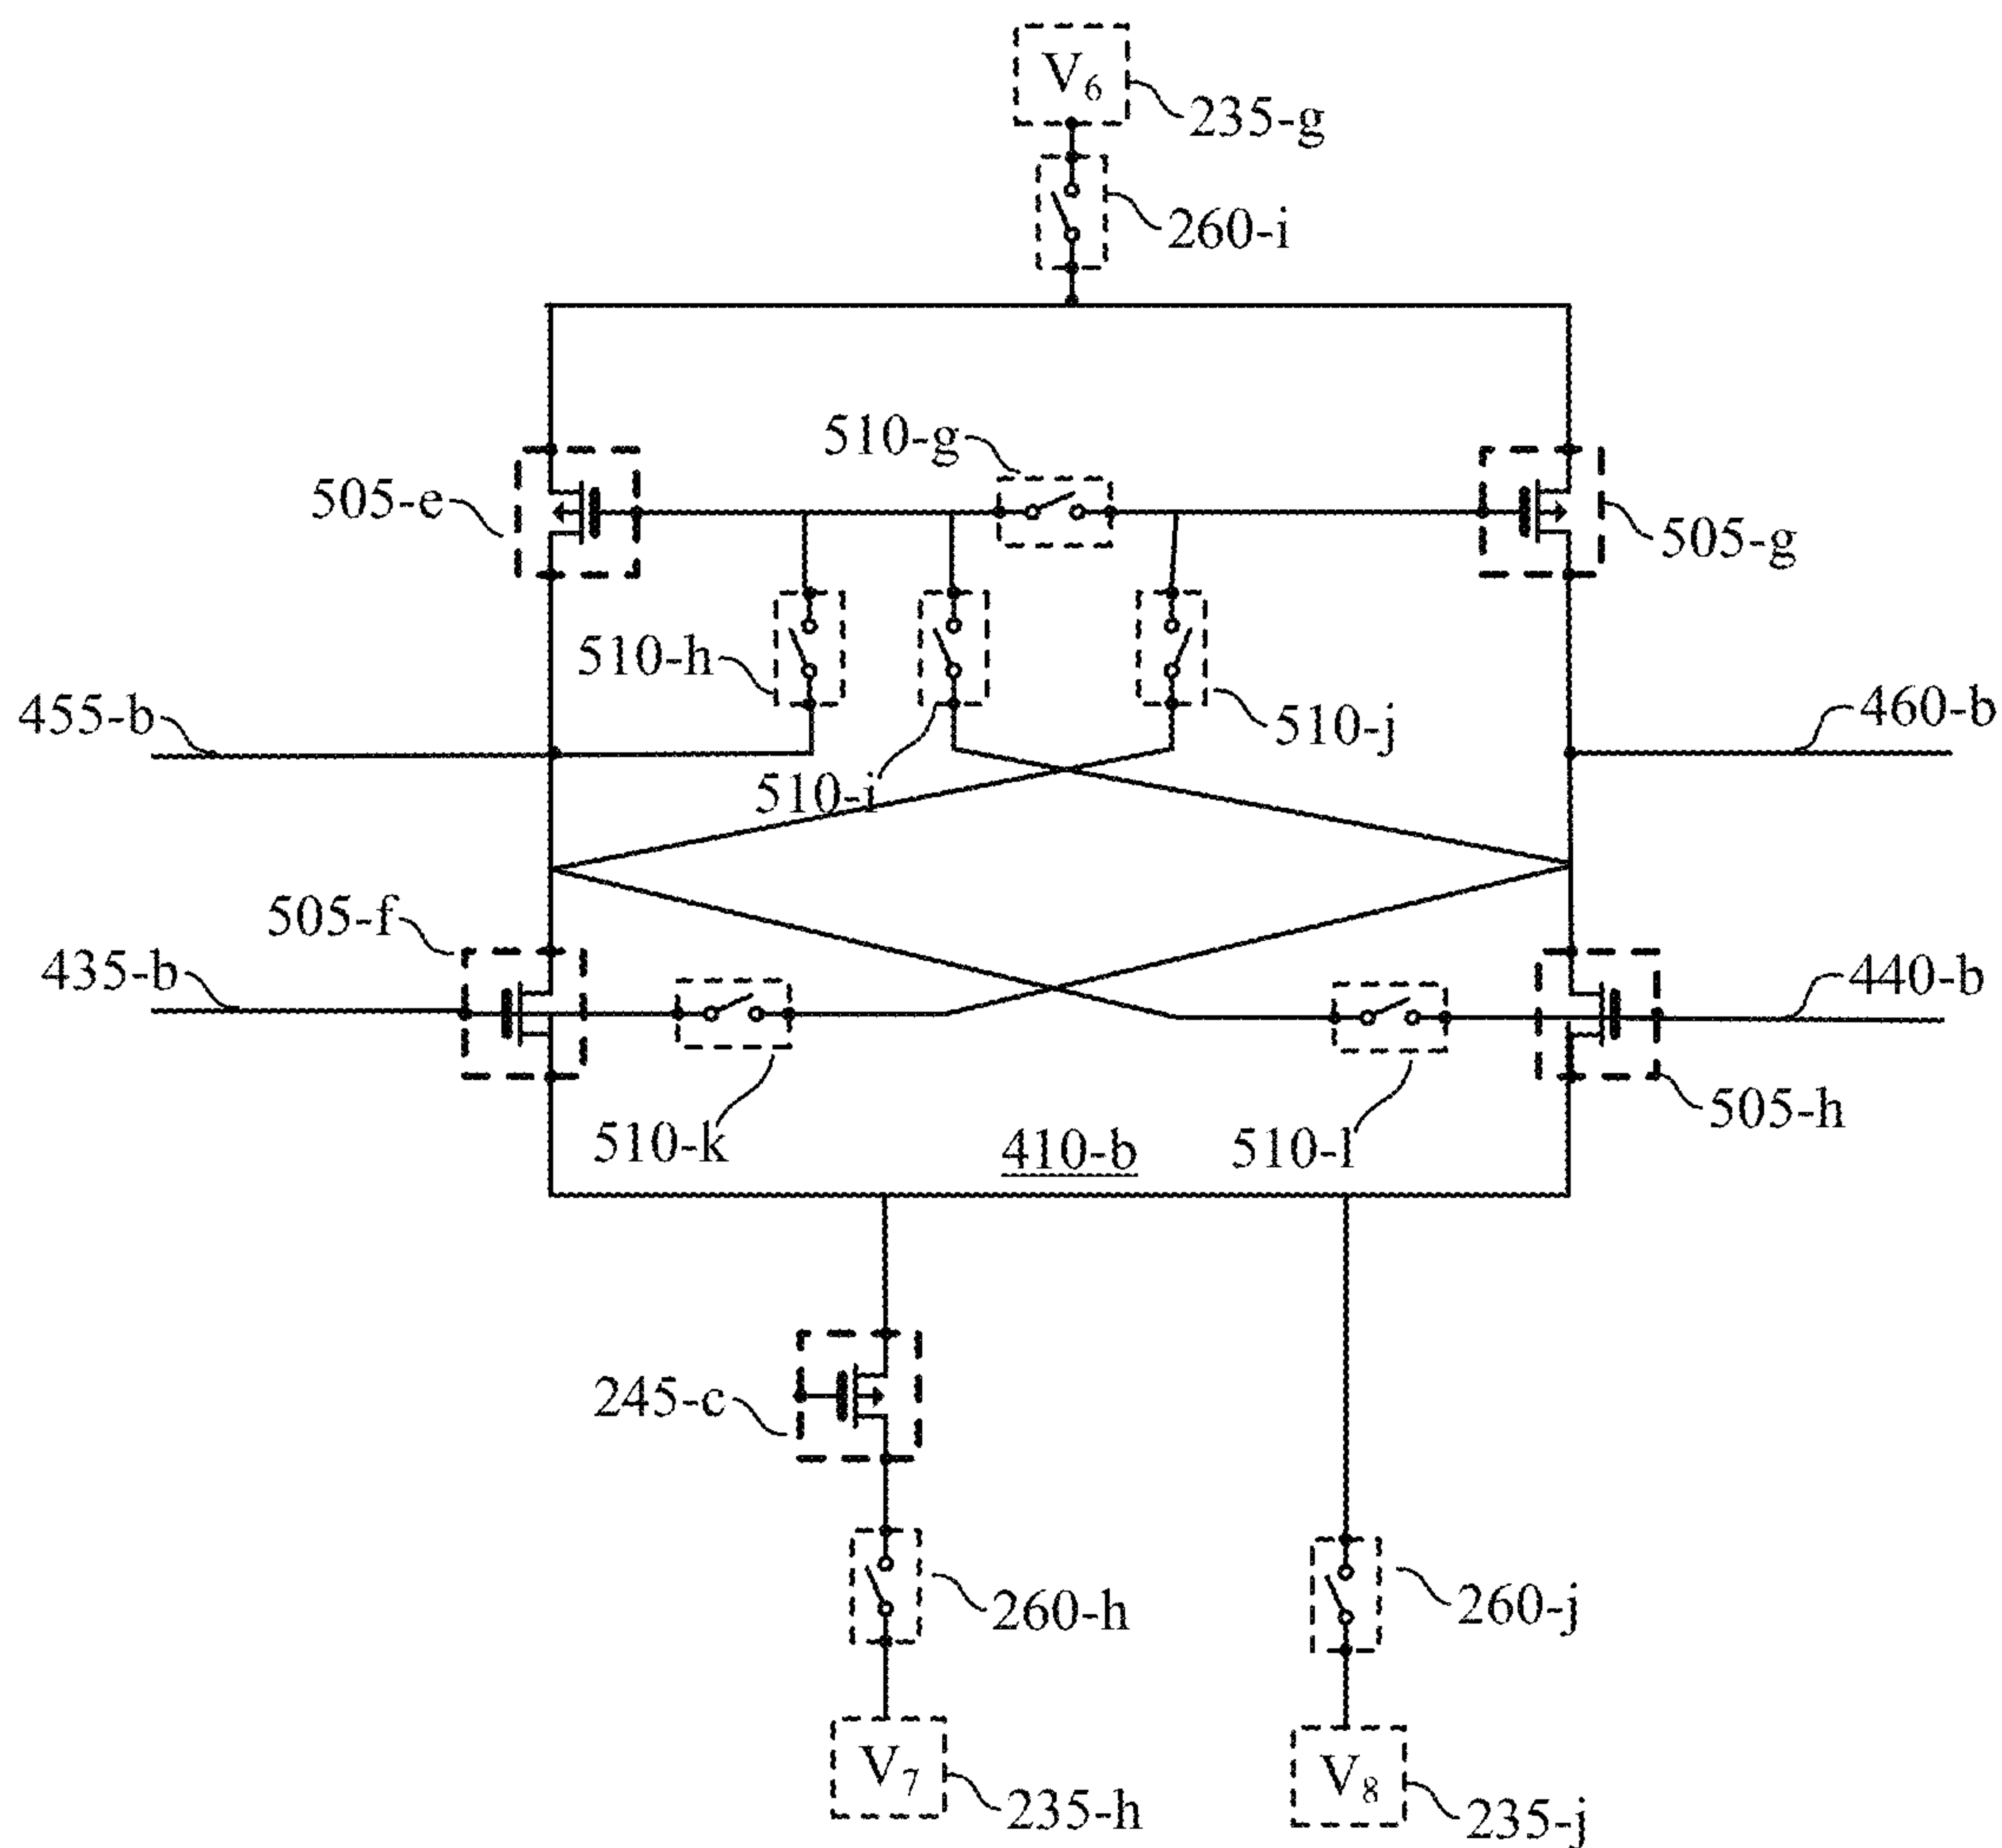 V6
235-g
260-i
510-g
505-e
505-g
510-h
510-j
455-b
460-b
510-i
505-f
435-b
440-b
505-h
510-k
410-b
510-l
245-c
260-h
260-j
V7
V8
235-h
235-j